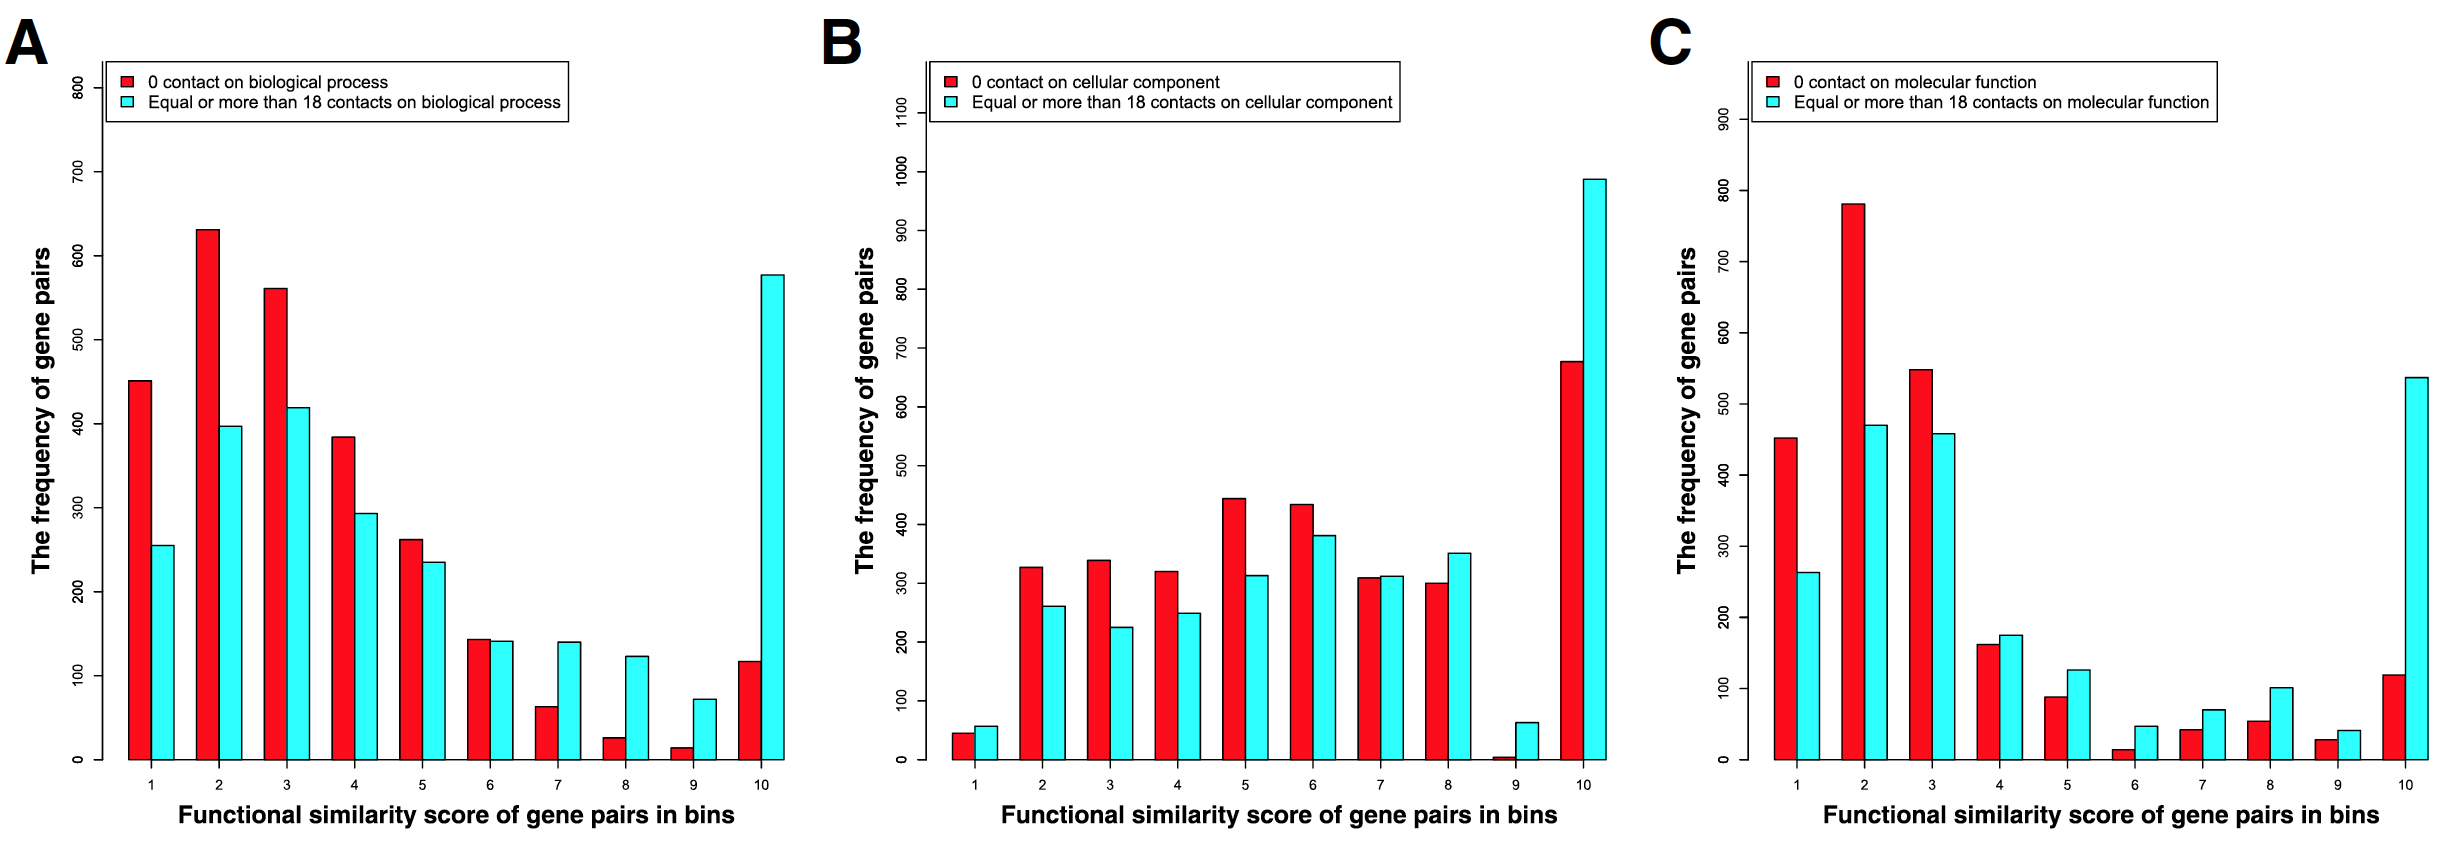 A
0 contact on biological process
Equal or more than 18 contacts on biological process
The frequency of gene pairs
800
700
600
500
400
300
200
100
0
1 2 3 4 5 6 7 8 9 10
Functional similarity score of gene pairs in bins
B
0 contact on cellular component
Equal or more than 18 contacts on cellular component
The frequency of gene pairs
1100
1000
900
800
700
600
500
400
300
200
100
0
1 2 3 4 5 6 7 8 9 10
Functional similarity score of gene pairs in bins
C
0 contact on molecular function
Equal or more than 18 contacts on molecular function
The frequency of gene pairs
900
800
700
600
500
400
300
200
100
0
1 2 3 4 5 6 7 8 9 10
Functional similarity score of gene pairs in bins